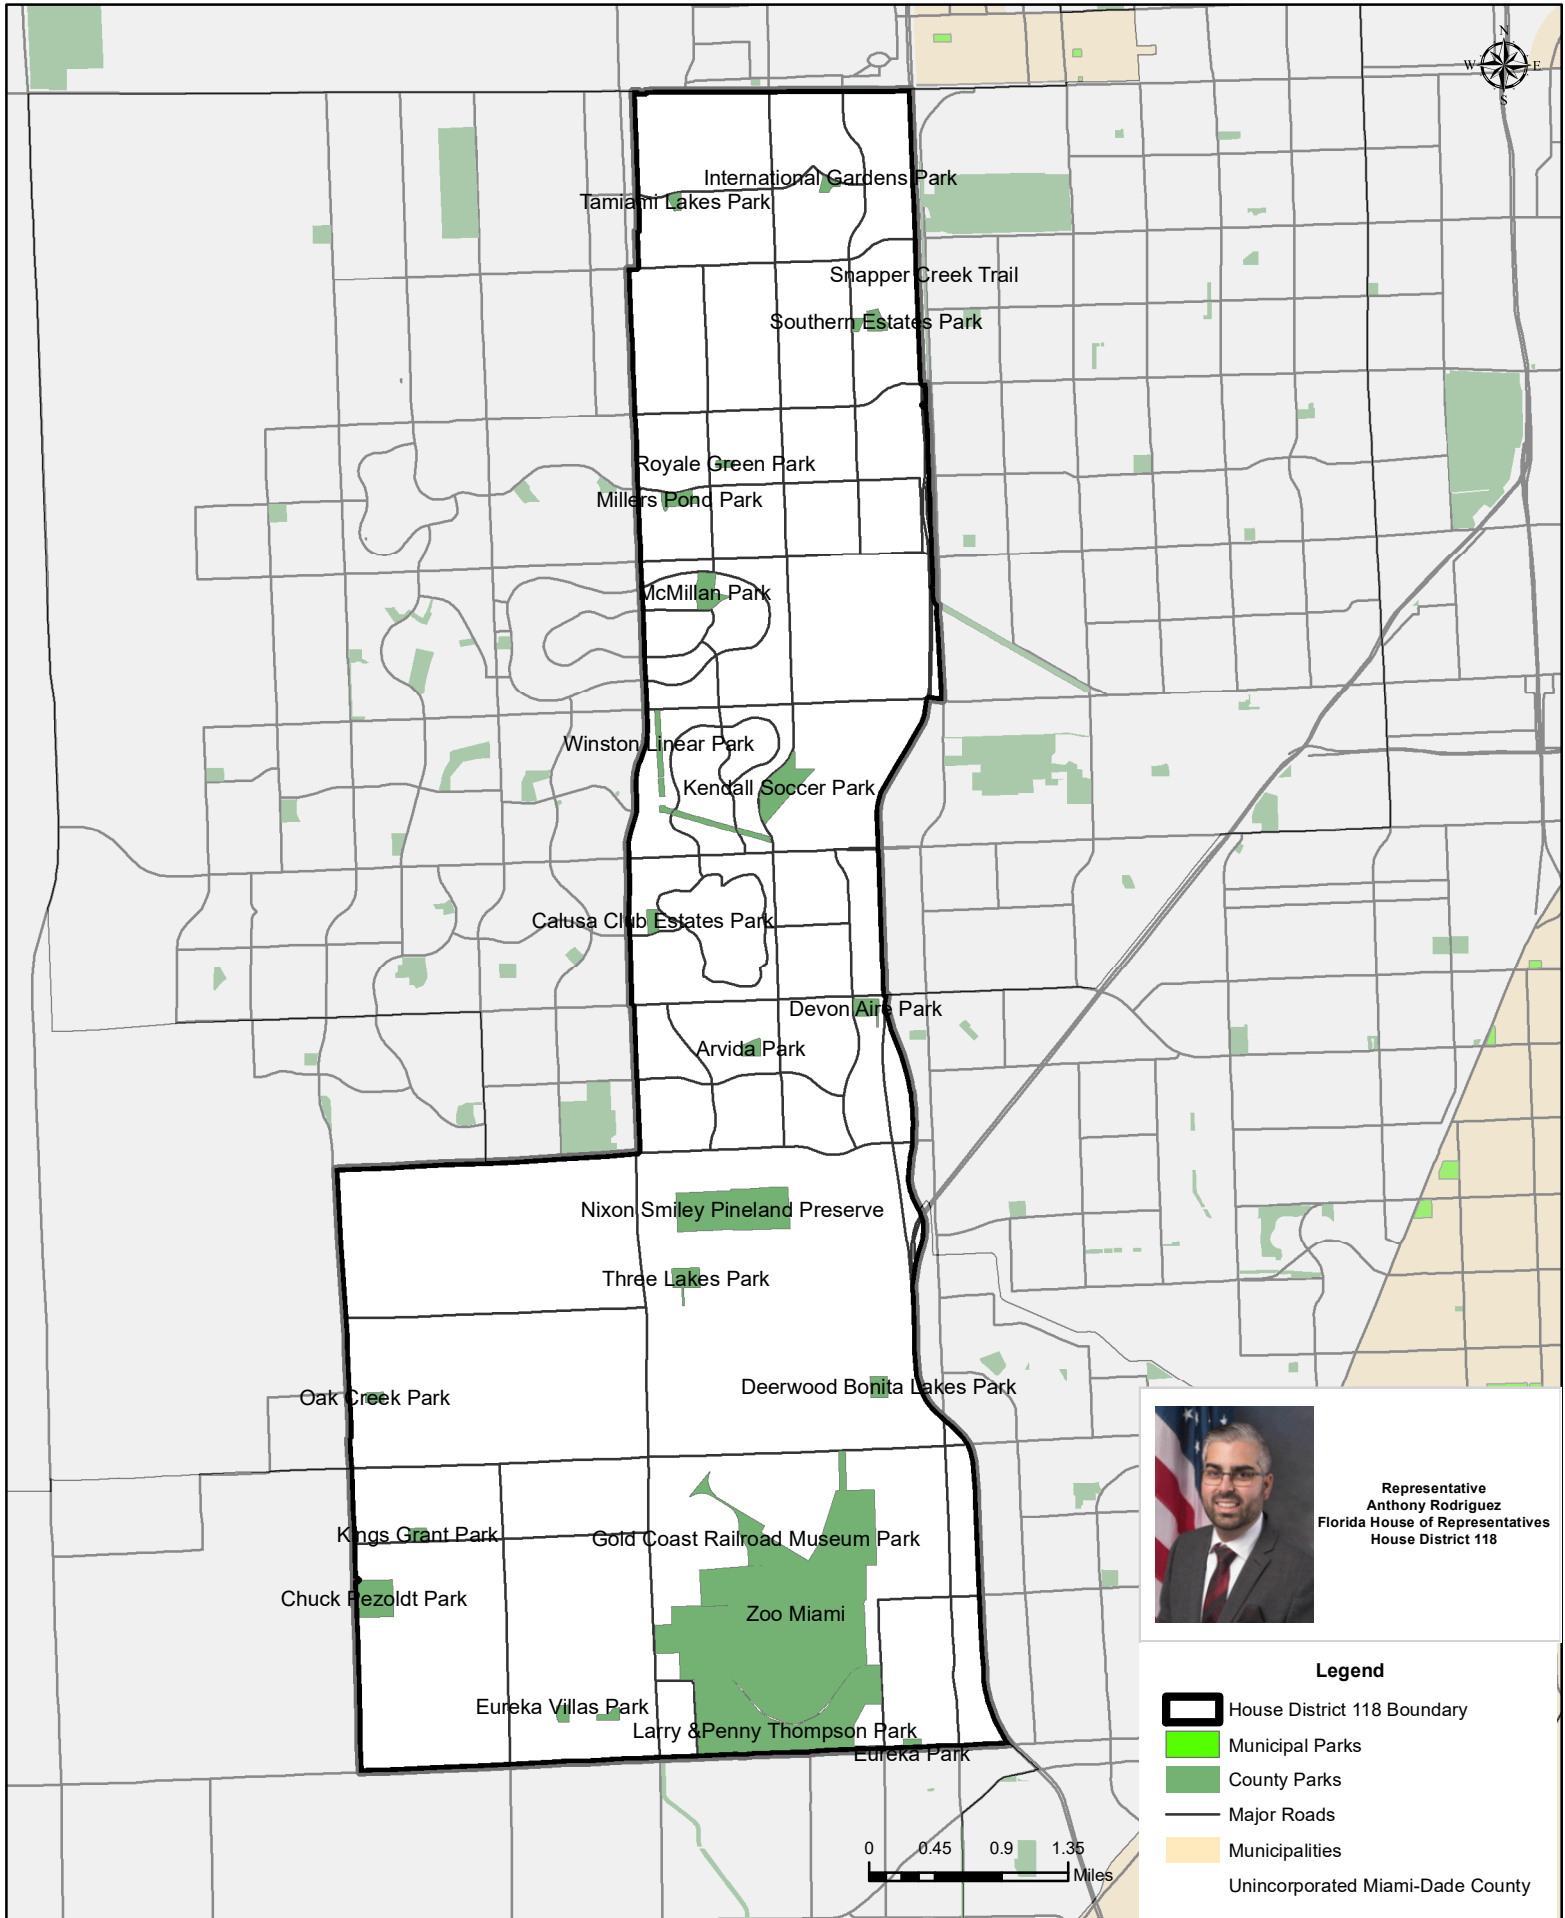 N
W E
S
International Gardens Park
Tamiami Lakes Park
Snapper Creek Trail
Southern Estates Park
Royale Green Park
Millers Pond Park
McMillan Park
Winston Linear Park
Kendall Soccer Park
Calusa Club Estates Park
Devon Aire Park
Arvida Park
Nixon Smiley Pineland Preserve
Three Lakes Park
Deerwood Bonita Lakes Park
Oak Creek Park
Kings Grant Park
Gold Coast Railroad Museum Park
Chuck Pezoldt Park
Zoo Miami
Eureka Villas Park
Larry &Penny Thompson Park
Eureka Park
Representative
Anthony Rodriguez
Florida House of Representatives
House District 118
Legend
House District 118 Boundary
Municipal Parks
County Parks
Major Roads
Municipalities
Unincorporated Miami-Dade County
0 0.45 0.9 1.35
Miles